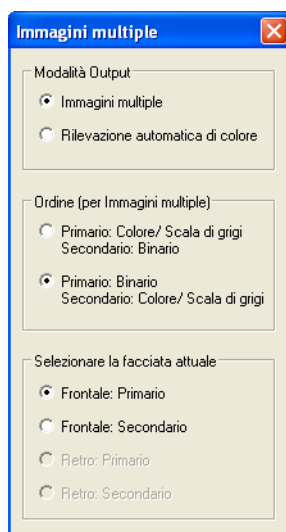 Immagini multiple
Modalità Output
Immagini multiple
Rilevazione automatica di colore
Ordine (per Immagini multiple)
Primario: Colore/ Scala di grigi
Secondario: Binario
Primario: Binario
Secondario: Colore/ Scala di grigi
Selezionare la facciata attuale
Frontale: Primario
Frontale: Secondario
Retro: Primario
Retro: Secondario